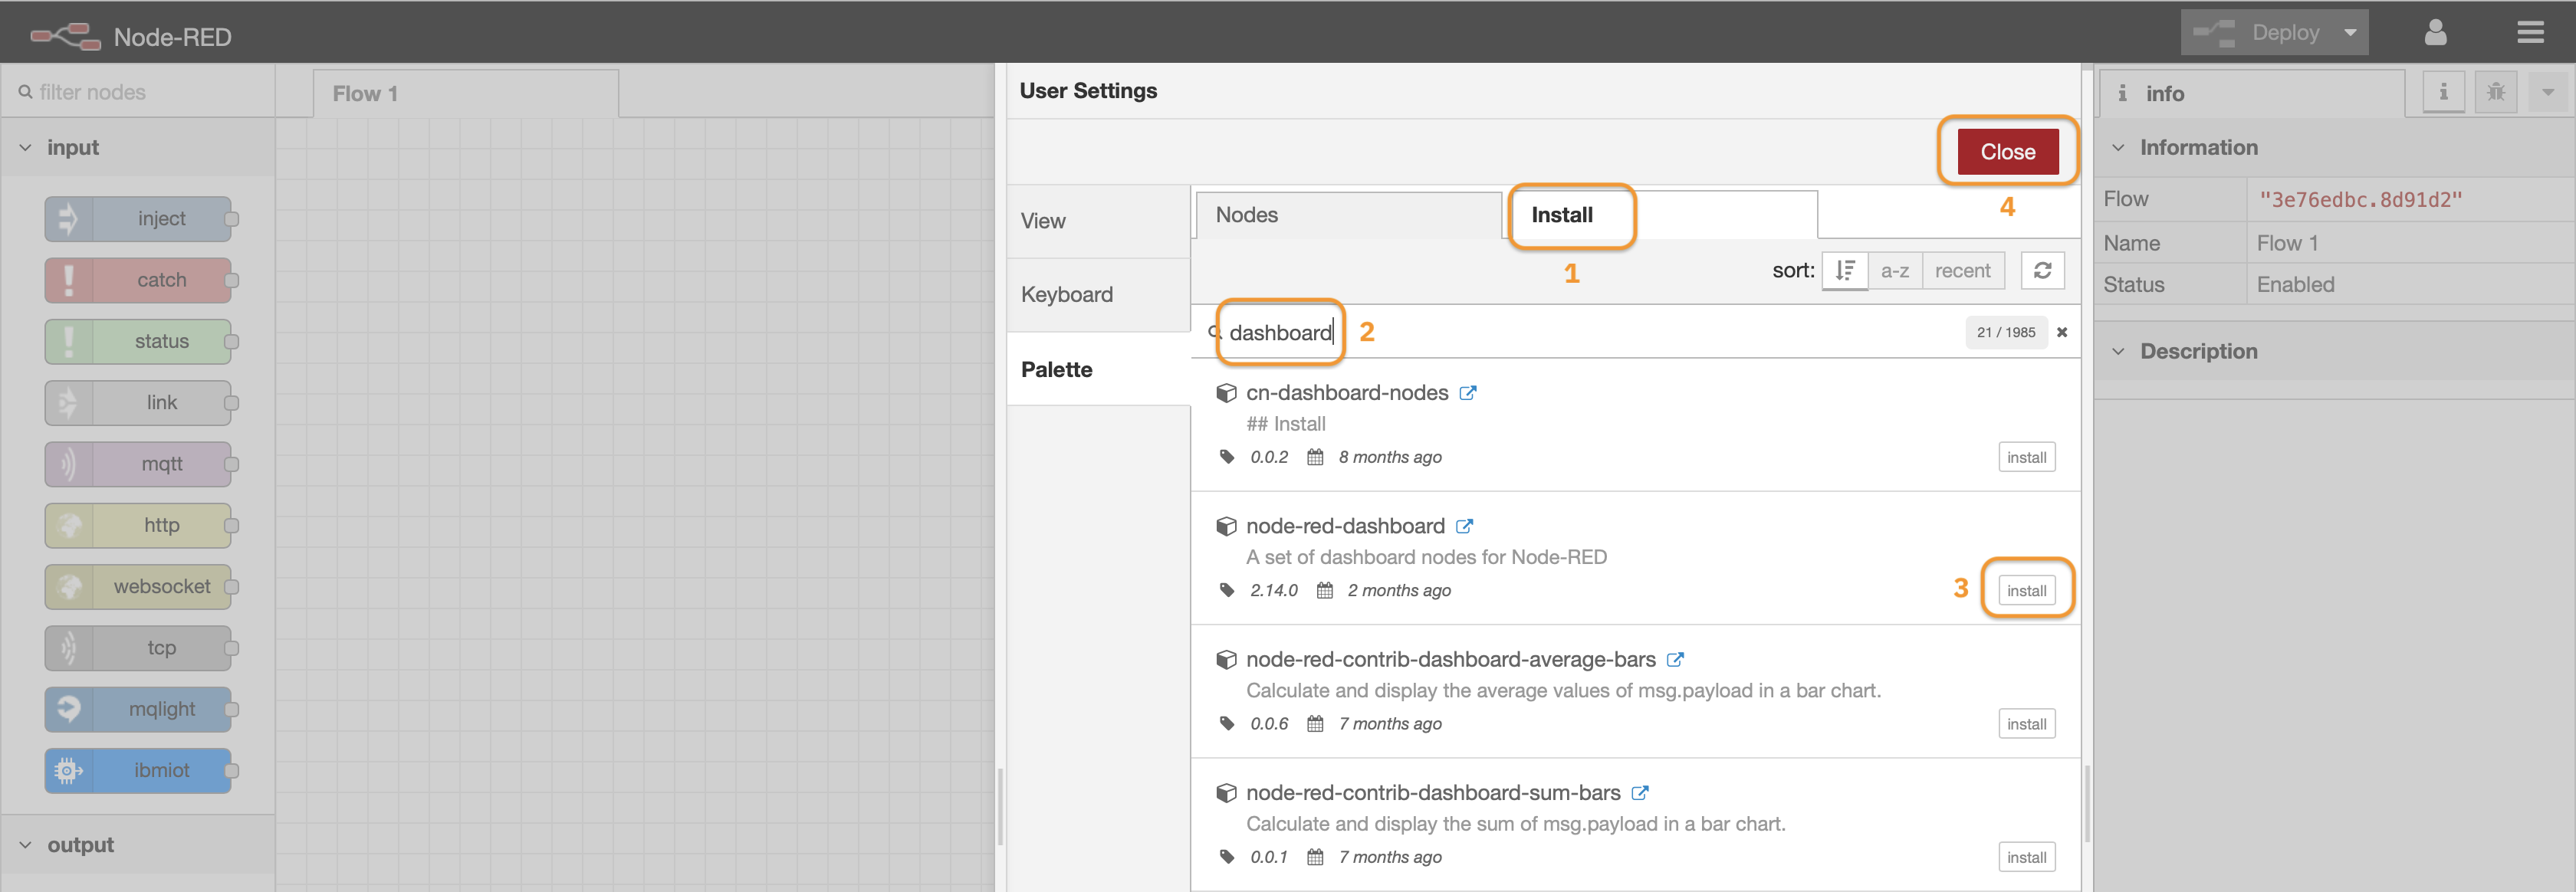 Node-RED
Deploy
filter nodes
Flow 1
input
inject
catch
status
link
mqtt
http
websocket
tcp
mqlight
ibmiot
output
User Settings
Close
4
View
Keyboard
Palette
Nodes
Install
1
sort:
a-z
recent
dashboard
2
21 / 1985
cn-dashboard-nodes
## Install
0.0.2
8 months ago
install
node-red-dashboard
A set of dashboard nodes for Node-RED
2.14.0
2 months ago
3
install
node-red-contrib-dashboard-average-bars
Calculate and display the average values of msg.payload in a bar chart.
0.0.6
7 months ago
install
node-red-contrib-dashboard-sum-bars
Calculate and display the sum of msg.payload in a bar chart.
0.0.1
7 months ago
install
i info
i
Information
Flow "3e76edbc.8d91d2"
Name Flow 1
Status Enabled
Description